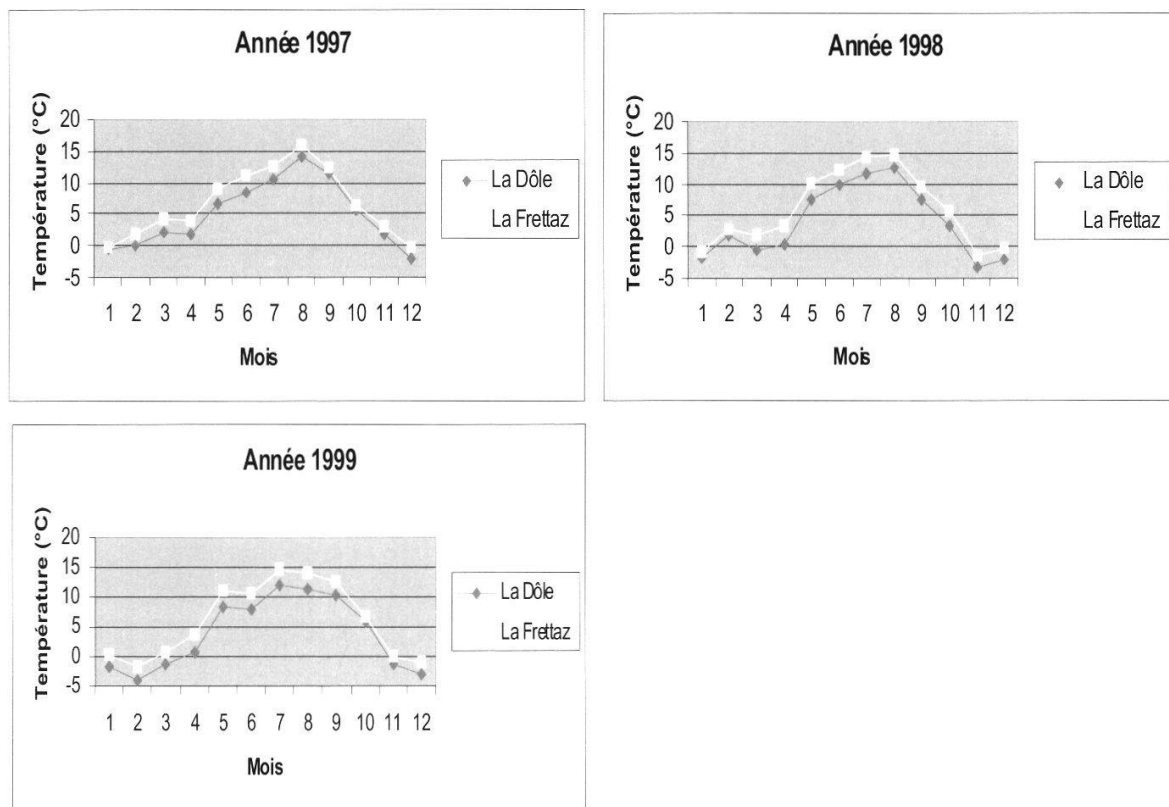 Année 1997
Température (°C)
20
15
10
5
0
-5
1 2 3 4 5 6 7 8 9 10 11 12
Mois
La Dôle
La Frettaz
Année 1998
Température (°C)
20
15
10
5
0
-5
1 2 3 4 5 6 7 8 9 10 11 12
Mois
La Dôle
La Frettaz
Année 1999
Température (°C)
20
15
10
5
0
-5
1 2 3 4 5 6 7 8 9 10 11 12
Mois
La Dôle
La Frettaz